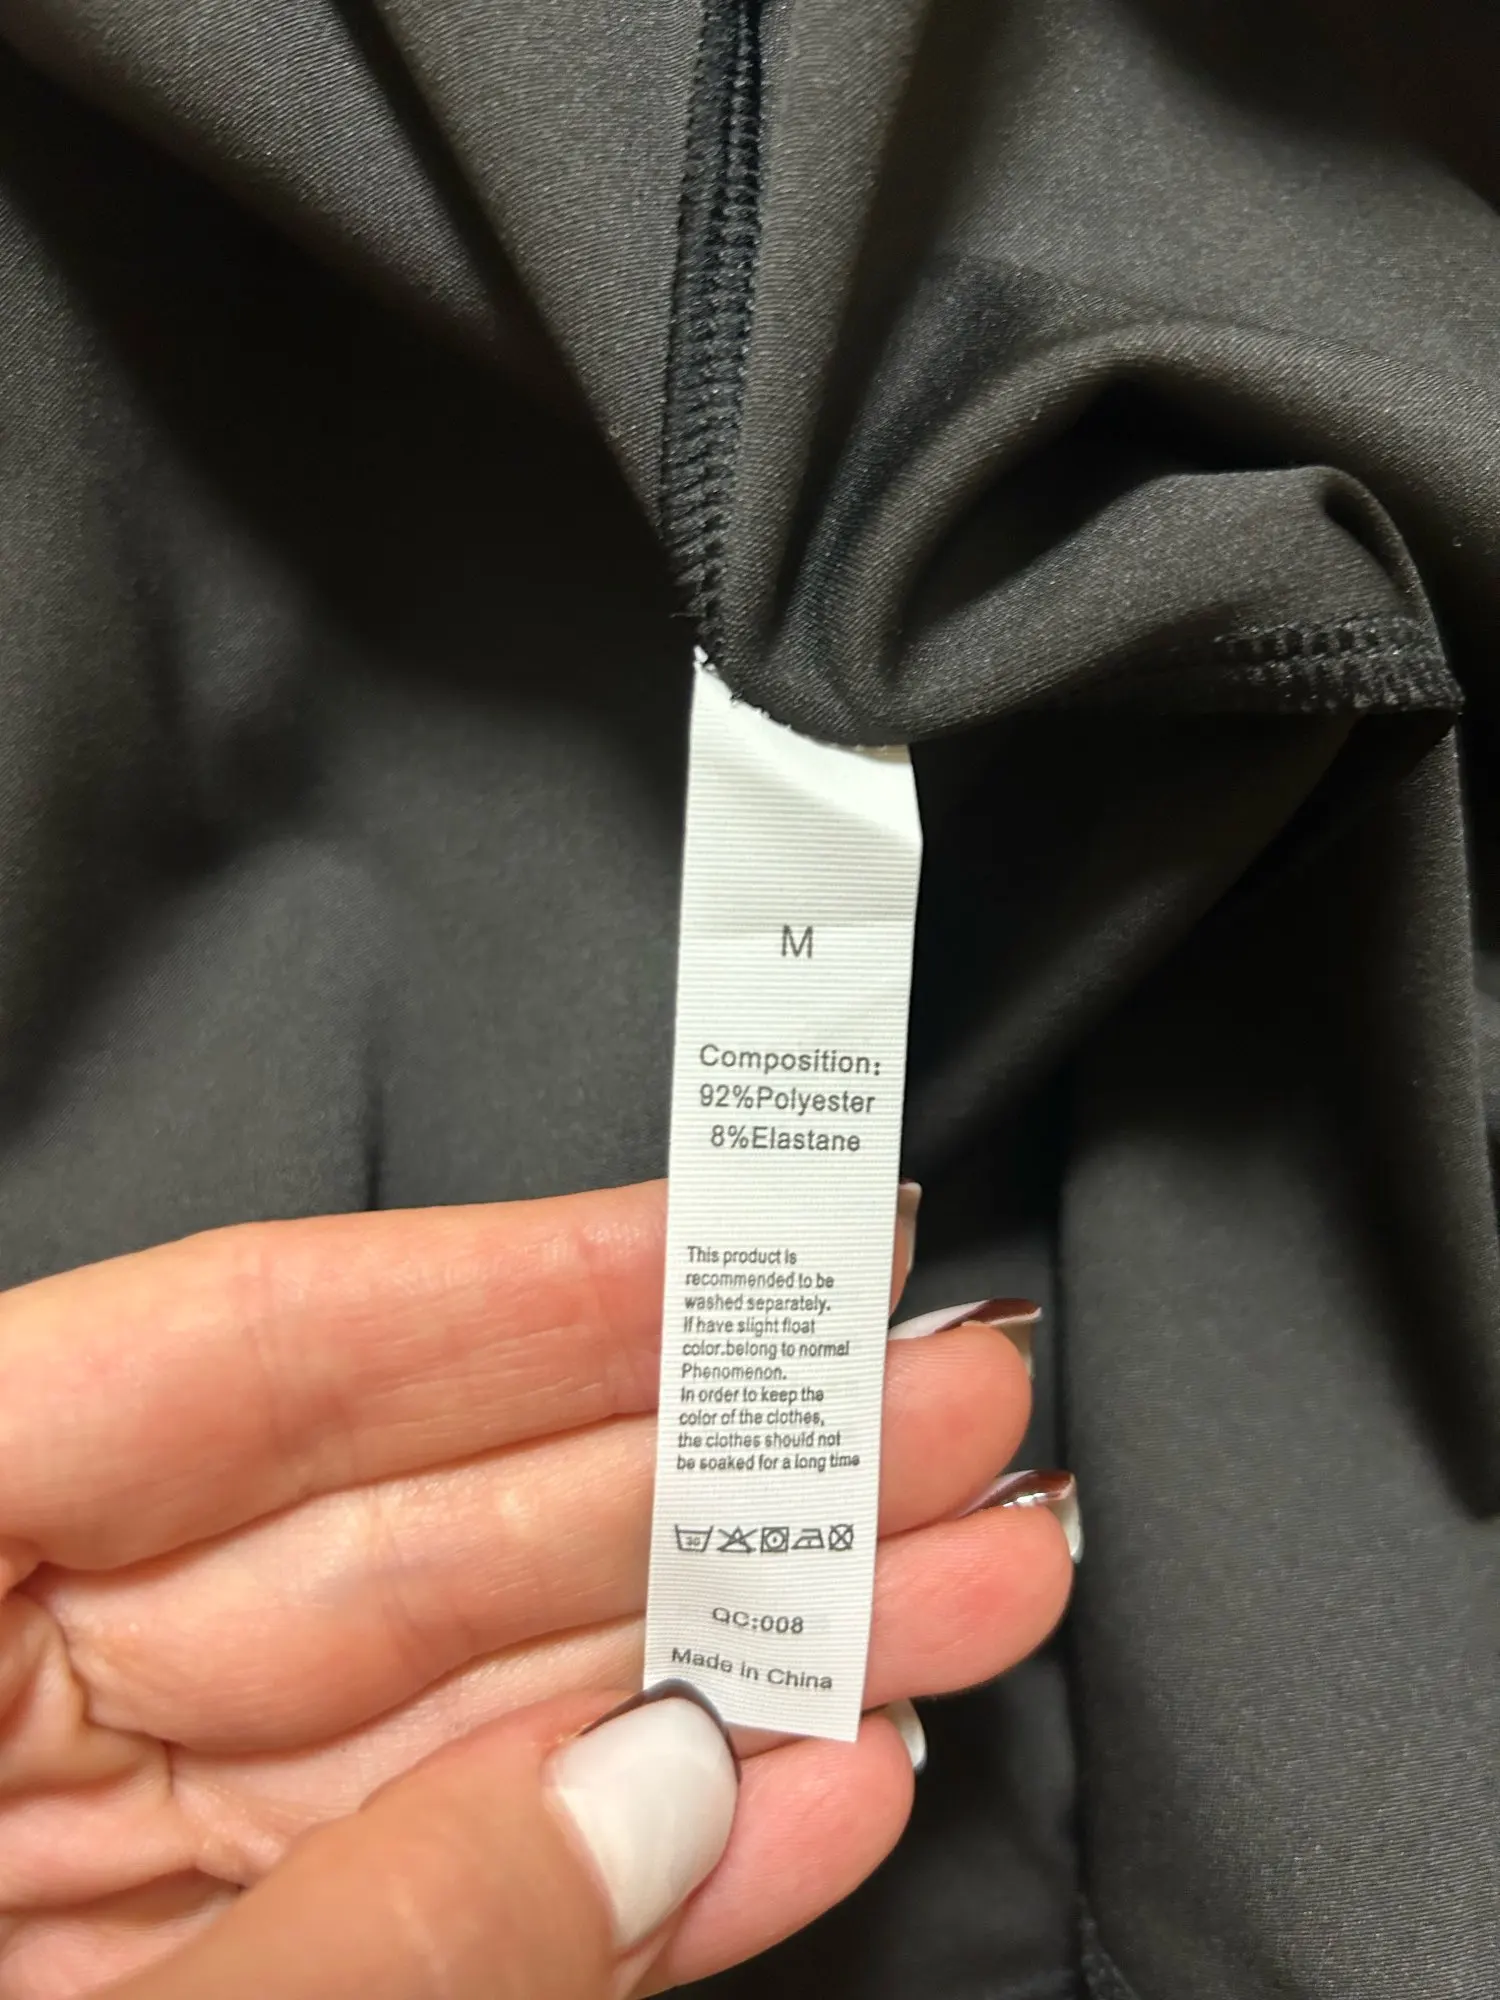 M
Composition:
92%Polyester
8%Elastane
This product is
recommended to be
washed separately.
If have slight float
color.belong to normal
Phenomenon.
In order to keep the
color of the clothes,
the clothes should not
be soaked for a long time
30
QC:008
Made in China